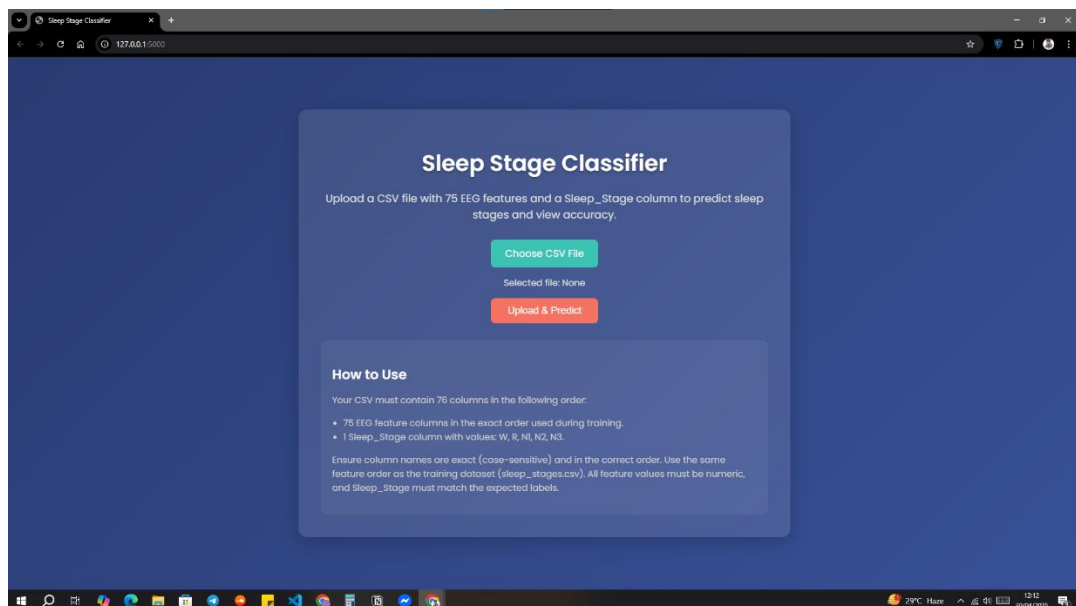 Sleep Stage Classifier
127.0.0.1:5000
Sleep Stage Classifier
Upload a CSV file with 75 EEG features and a Sleep_Stage column to predict sleep
stages and view accuracy.
Choose CSV File
Selected file: None
Upload & Predict
How to Use
Your CSV must contain 76 columns in the following order:
• 75 EEG feature columns in the exact order used during training.
• 1 Sleep_Stage column with values: W, R, N1, N2, N3.
Ensure column names are exact (case-sensitive) and in the correct order. Use the same
feature order as the training dataset (sleep_stages.csv). All feature values must be numeric,
and Sleep_Stage must match the expected labels.
29°C Haze
12:12
20/04/2025